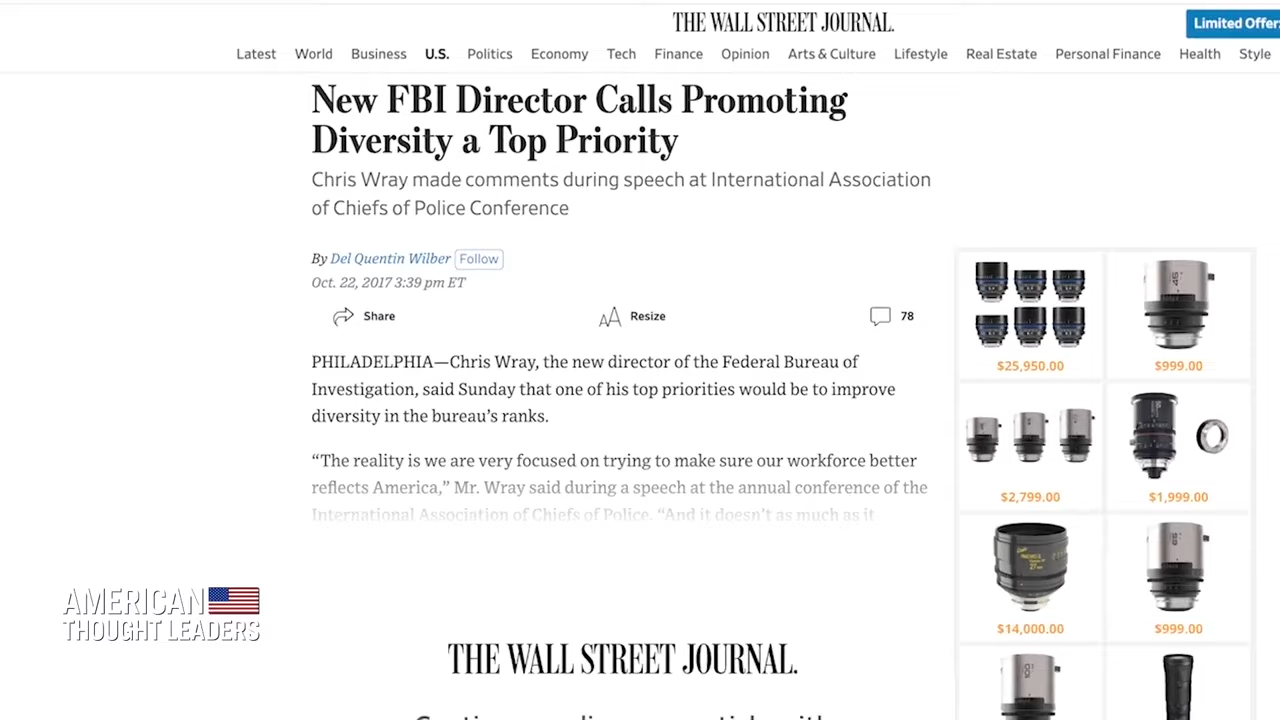 THE WALL STREET JOURNAL.
Limited Offer:
Latest World Business U.S. Politics Economy Tech Finance Opinion Arts & Culture Lifestyle Real Estate Personal Finance Health Style
New FBI Director Calls Promoting
Diversity a Top Priority
Chris Wray made comments during speech at International Association
of Chiefs of Police Conference
By Del Quentin Wilber Follow
Oct. 22, 2017 3:39 pm ET
Share Resize 78
PHILADELPHIA—Chris Wray, the new director of the Federal Bureau of
Investigation, said Sunday that one of his top priorities would be to improve
diversity in the bureau’s ranks.
“The reality is we are very focused on trying to make sure our workforce better
reflects America,” Mr. Wray said during a speech at the annual conference of the
International Association of Chiefs of Police. “And it doesn’t as much as it
$25,950.00 $999.00
$2,799.00 $1,999.00
$14,000.00 $999.00
AMERICAN
THOUGHT LEADERS
THE WALL STREET JOURNAL.